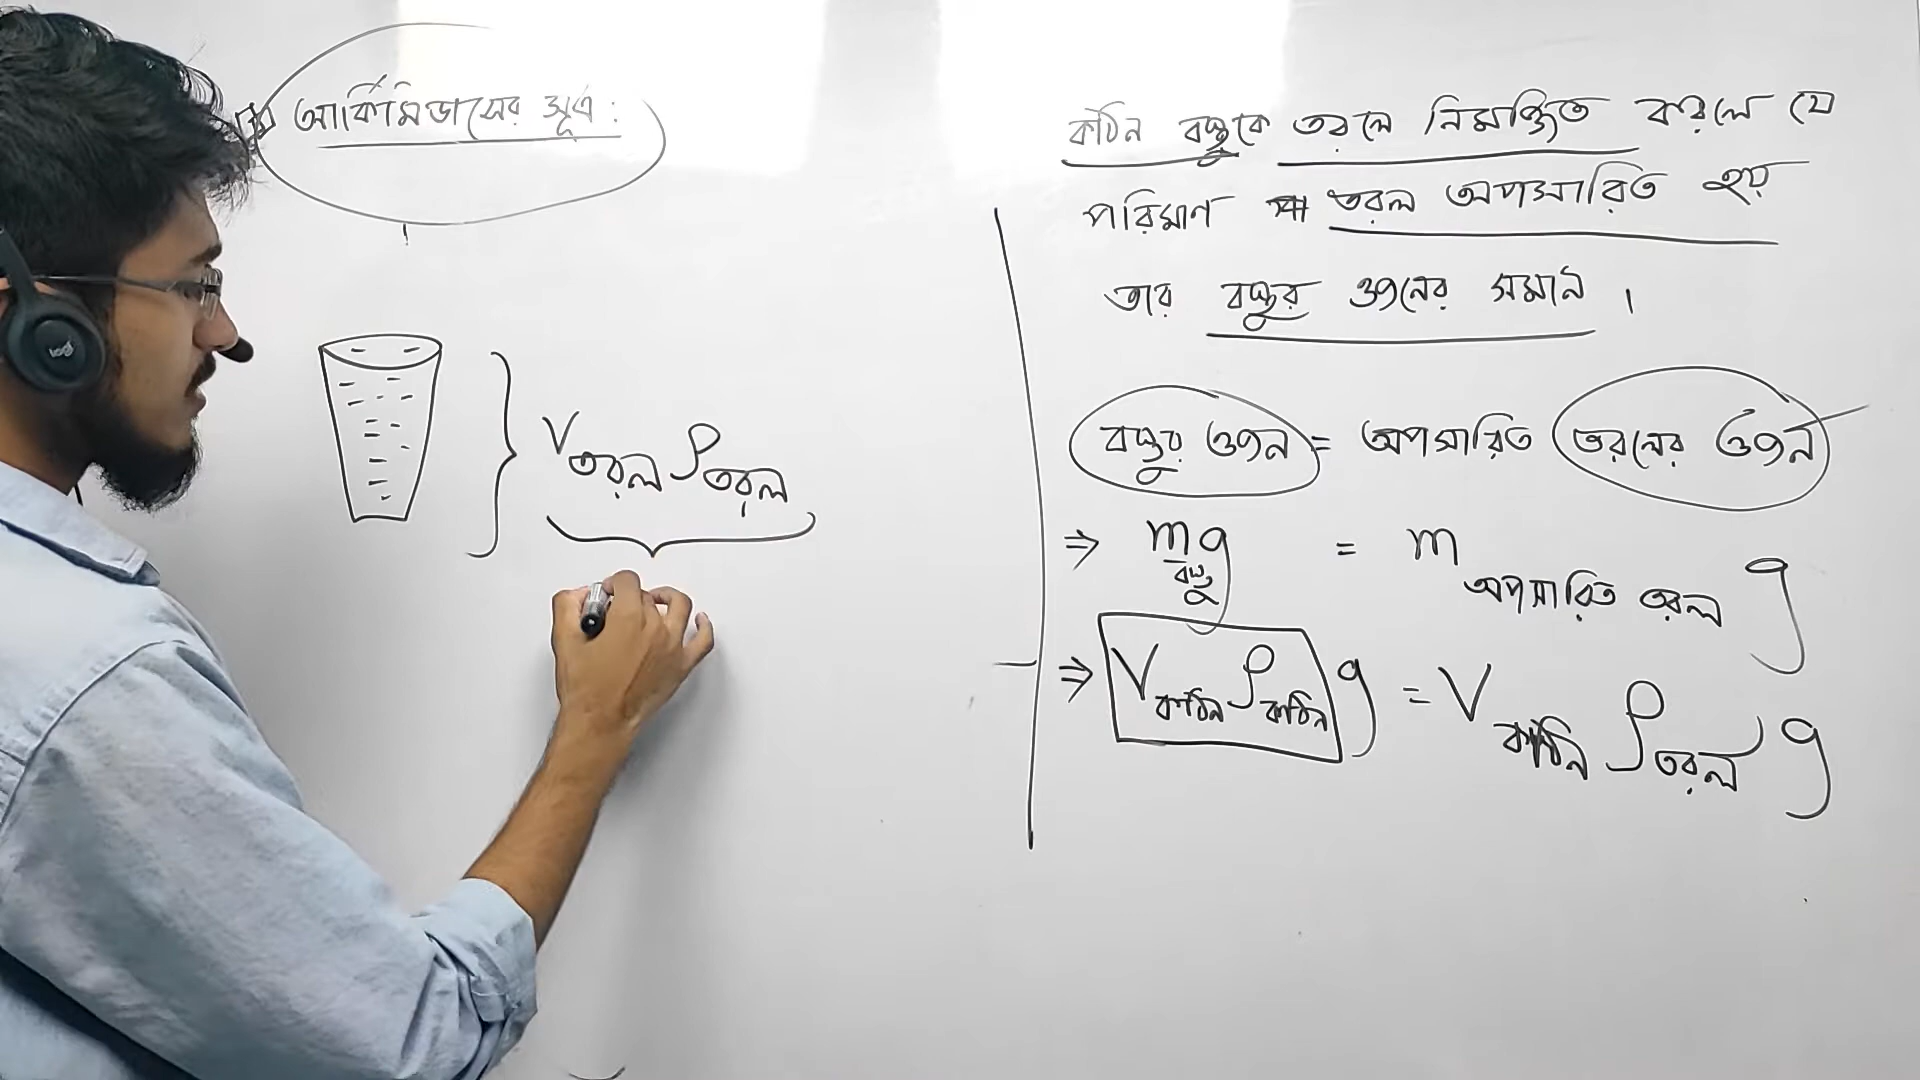 আর্কিমিডাসের সূত্র :
V তরল ρ তরল
কঠিন বস্তুকে তরলে নিমজ্জিত করলে যে
পরিমাণ তরল অপসারিত হয়
তার বস্তুর ওজনের সমান ।
বস্তুর ওজন = অপসারিত তরলের ওজন
⇒ m বস্তু g = m অপসারিত তরল g
⇒ V কঠিন ρ কঠিন g = V কঠিন ρ তরল g
logi